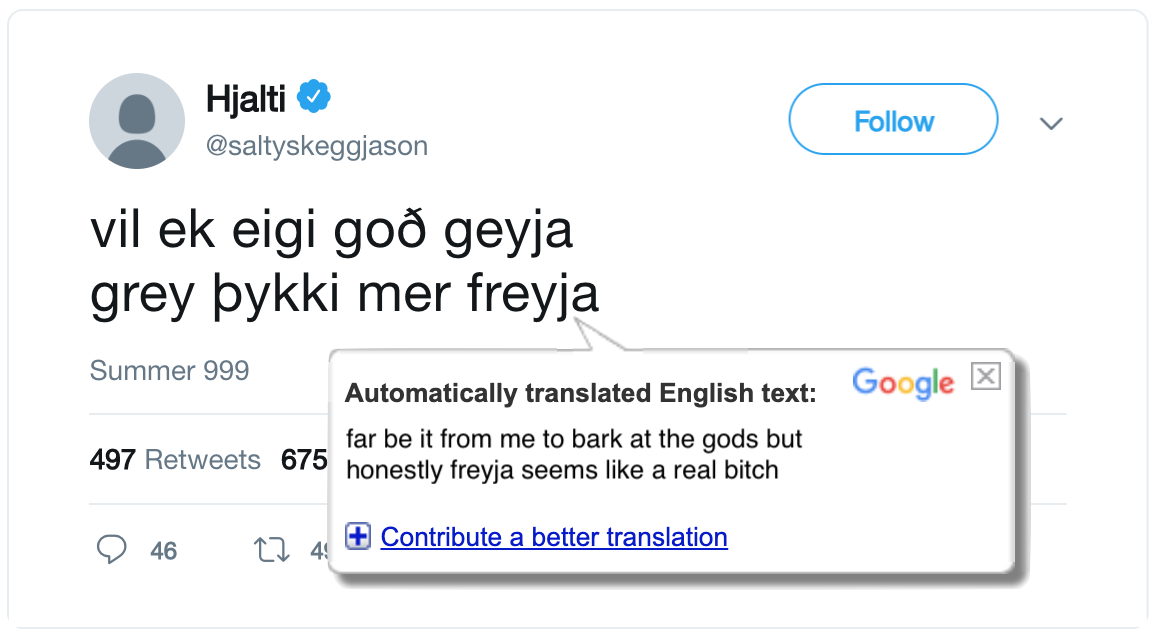 Hjalti
@saltyskeggjason
Follow
vil ek eigi goð geyja
grey þykki mer freyja
Summer 999
Automatically translated English text:
Google
far be it from me to bark at the gods but
honestly freyja seems like a real bitch
Contribute a better translation
497 Retweets 675
46